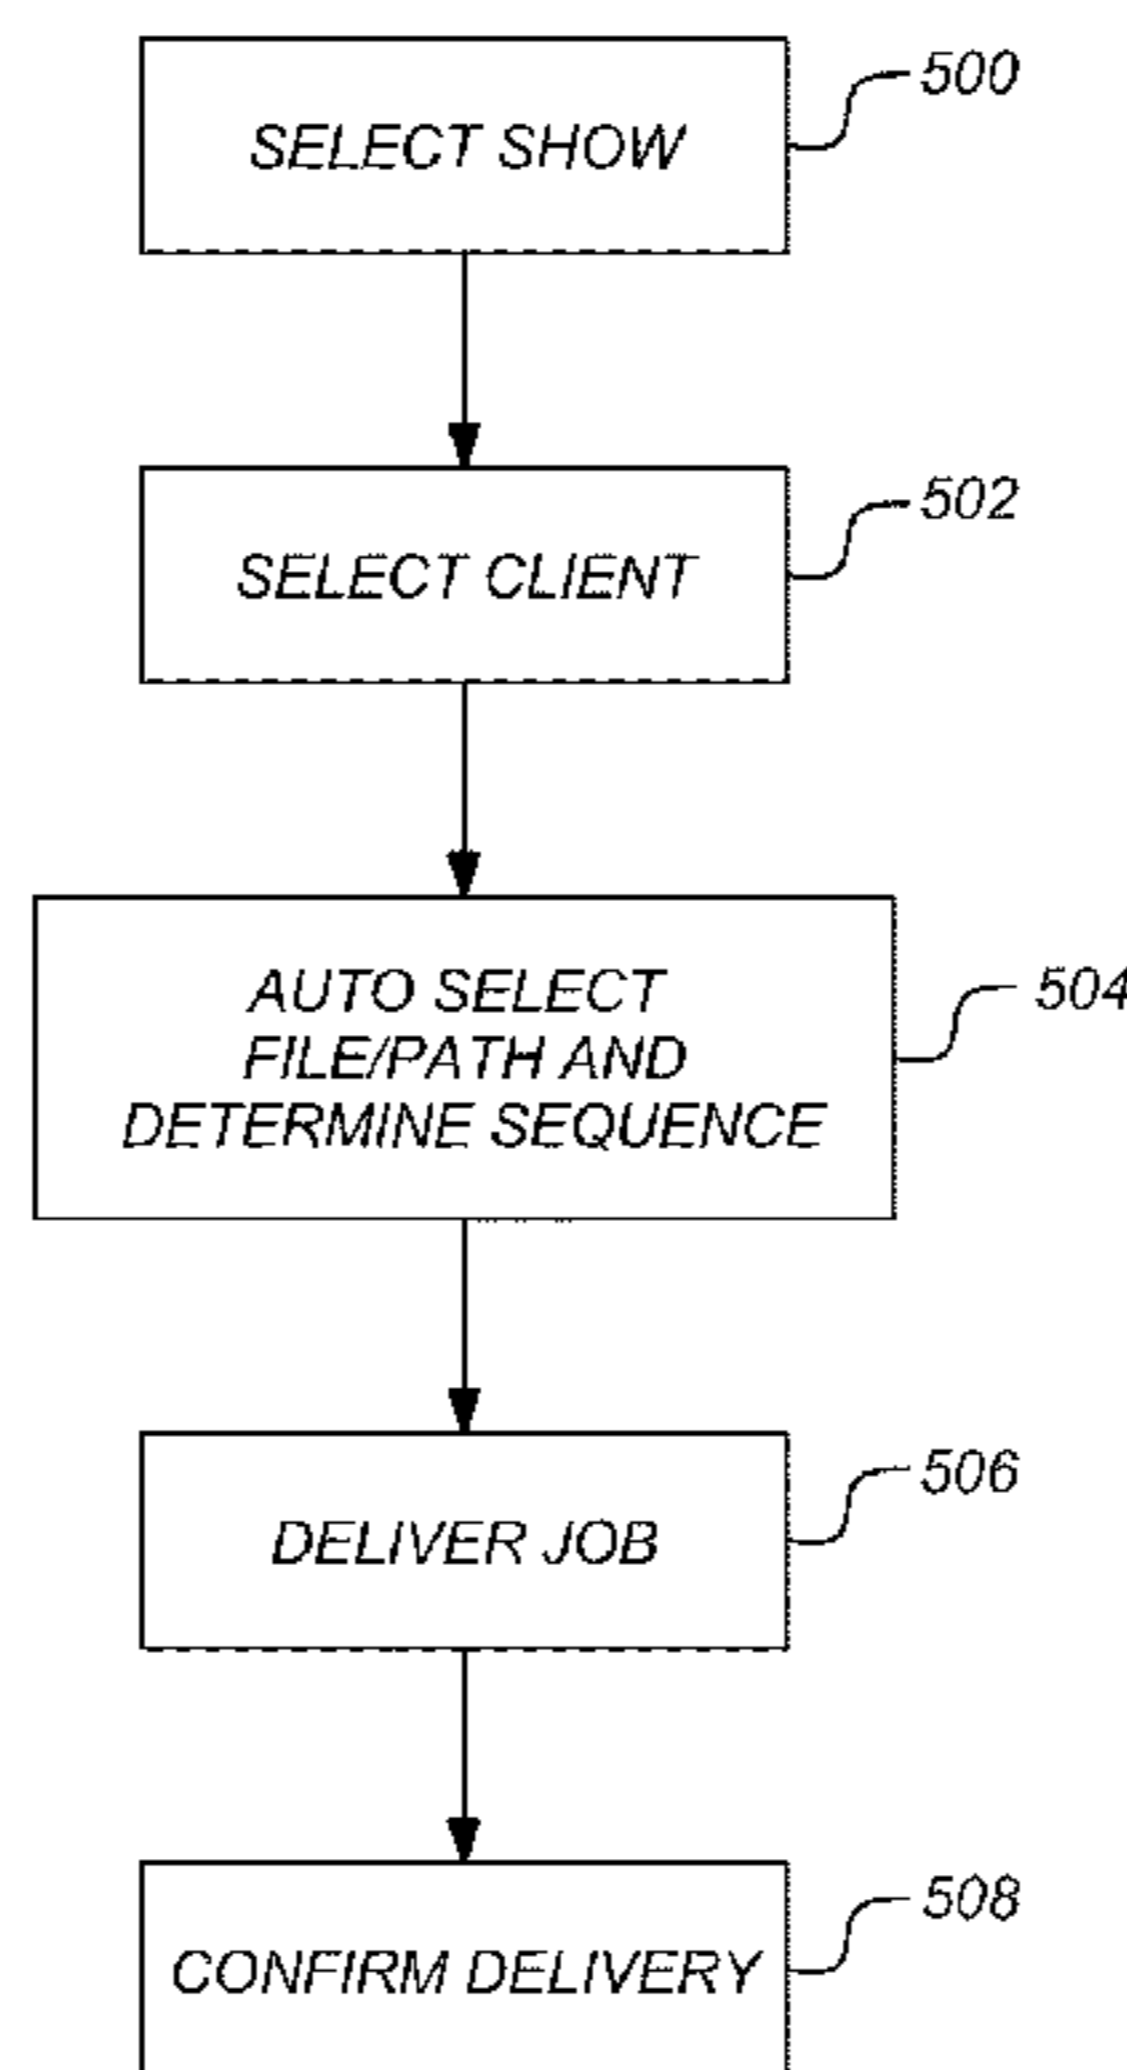 500
SELECT SHOW
502
SELECT CLIENT
504
AUTO SELECT
FILE/PATH AND
DETERMINE SEQUENCE
506
DELIVER JOB
508
CONFIRM DELIVERY